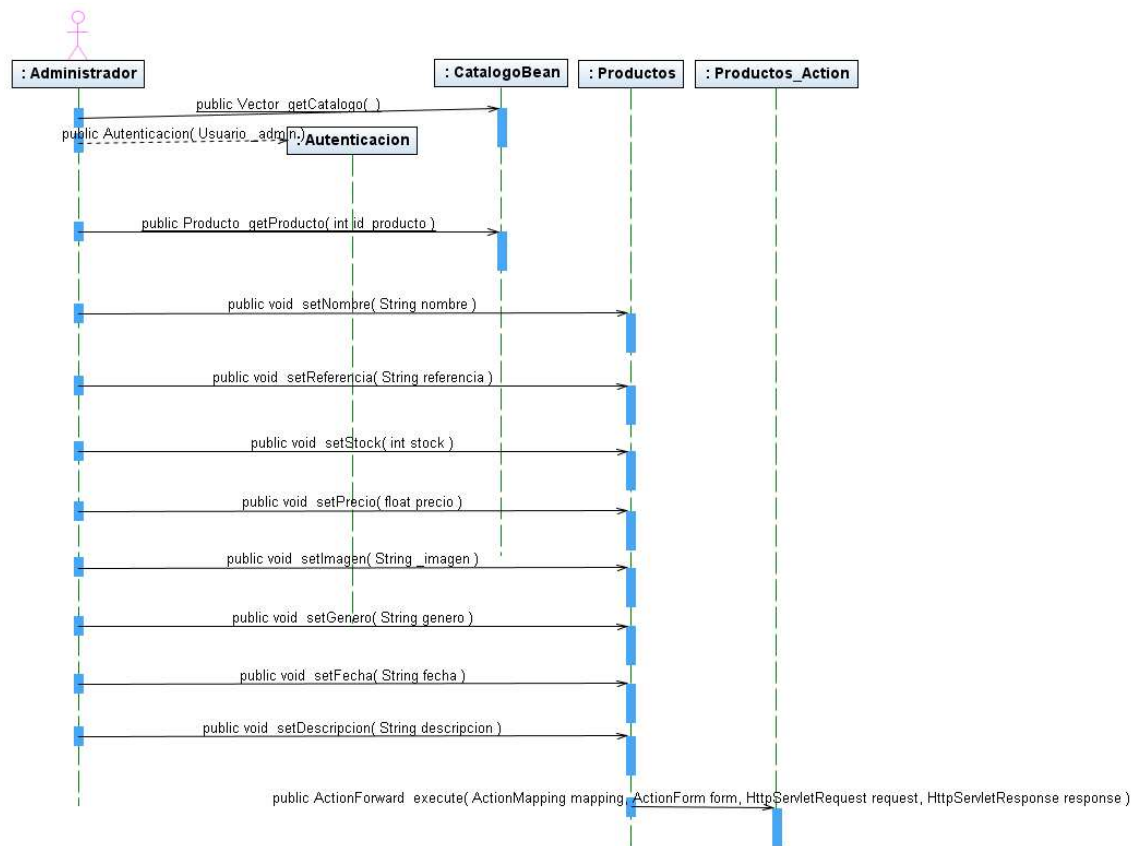 : Administrador
: CatalogoBean
: Productos
: Productos_Action
public Vector getCatalogo( )
public Autenticacion( Usuario _admin )
: Autenticacion
public Producto getProducto( int id_producto )
public void setNombre( String nombre )
public void setReferencia( String referencia )
public void setStock( int stock )
public void setPrecio( float precio )
public void setImagen( String _imagen )
public void setGenero( String genero )
public void setFecha( String fecha )
public void setDescripcion( String descripcion )
public ActionForward execute( ActionMapping mapping, ActionForm form, HttpServletRequest request, HttpServletResponse response )